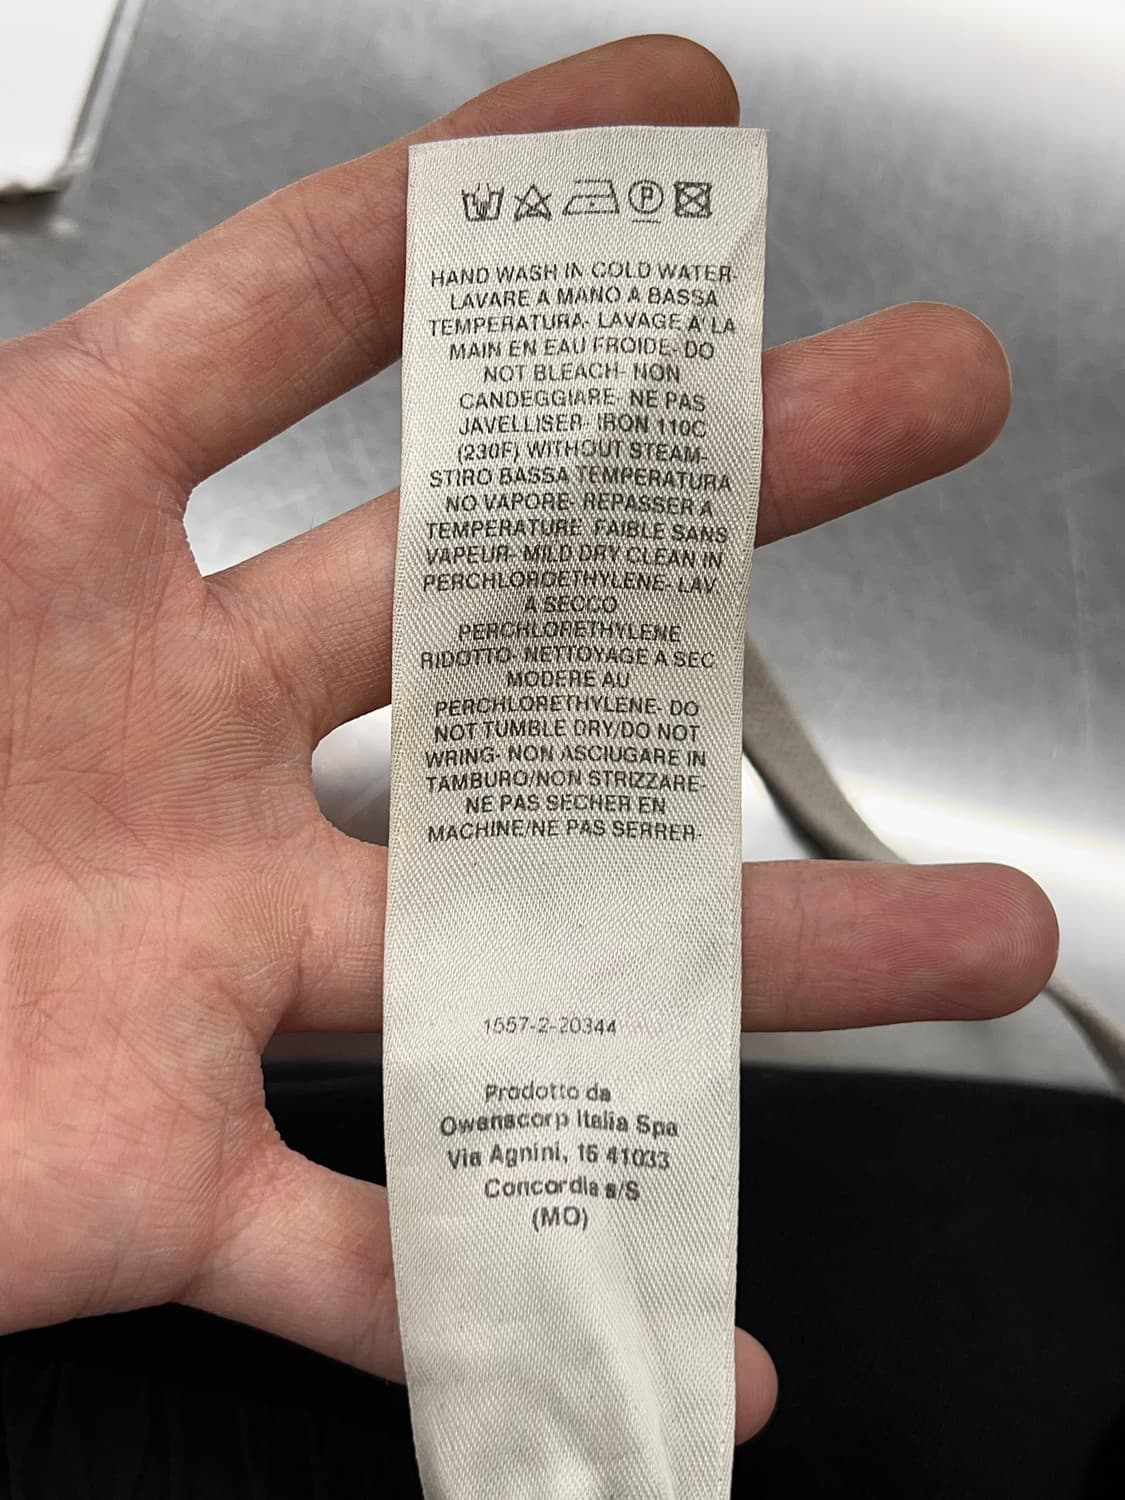 P
HAND WASH IN COLD WATER-
LAVARE A MANO A BASSA
TEMPERATURA- LAVAGE A LA
MAIN EN EAU FROIDE- DO
NOT BLEACH- NON
CANDEGGIARE- NE PAS
JAVELLISER- IRON 110C
(230F) WITHOUT STEAM-
STIRO BASSA TEMPERATURA
NO VAPORE- REPASSER A
TEMPERATURE FAIBLE SANS
VAPEUR- MILD DRY CLEAN IN
PERCHLOROETHYLENE- LAV
A SECCO
PERCHLORETHYLENE
RIDOTTO- NETTOYAGE A SEC
MODERE AU
PERCHLORETHYLENE- DO
NOT TUMBLE DRY/DO NOT
WRING- NON ASCIUGARE IN
TAMBURO/NON STRIZZARE-
NE PAS SECHER EN
MACHINE/NE PAS SERRER-
1557-2-20344
Prodotto da
Owenscorp Italia Spa
Via Agnini, 15 41033
Concordia s/S
(MO)